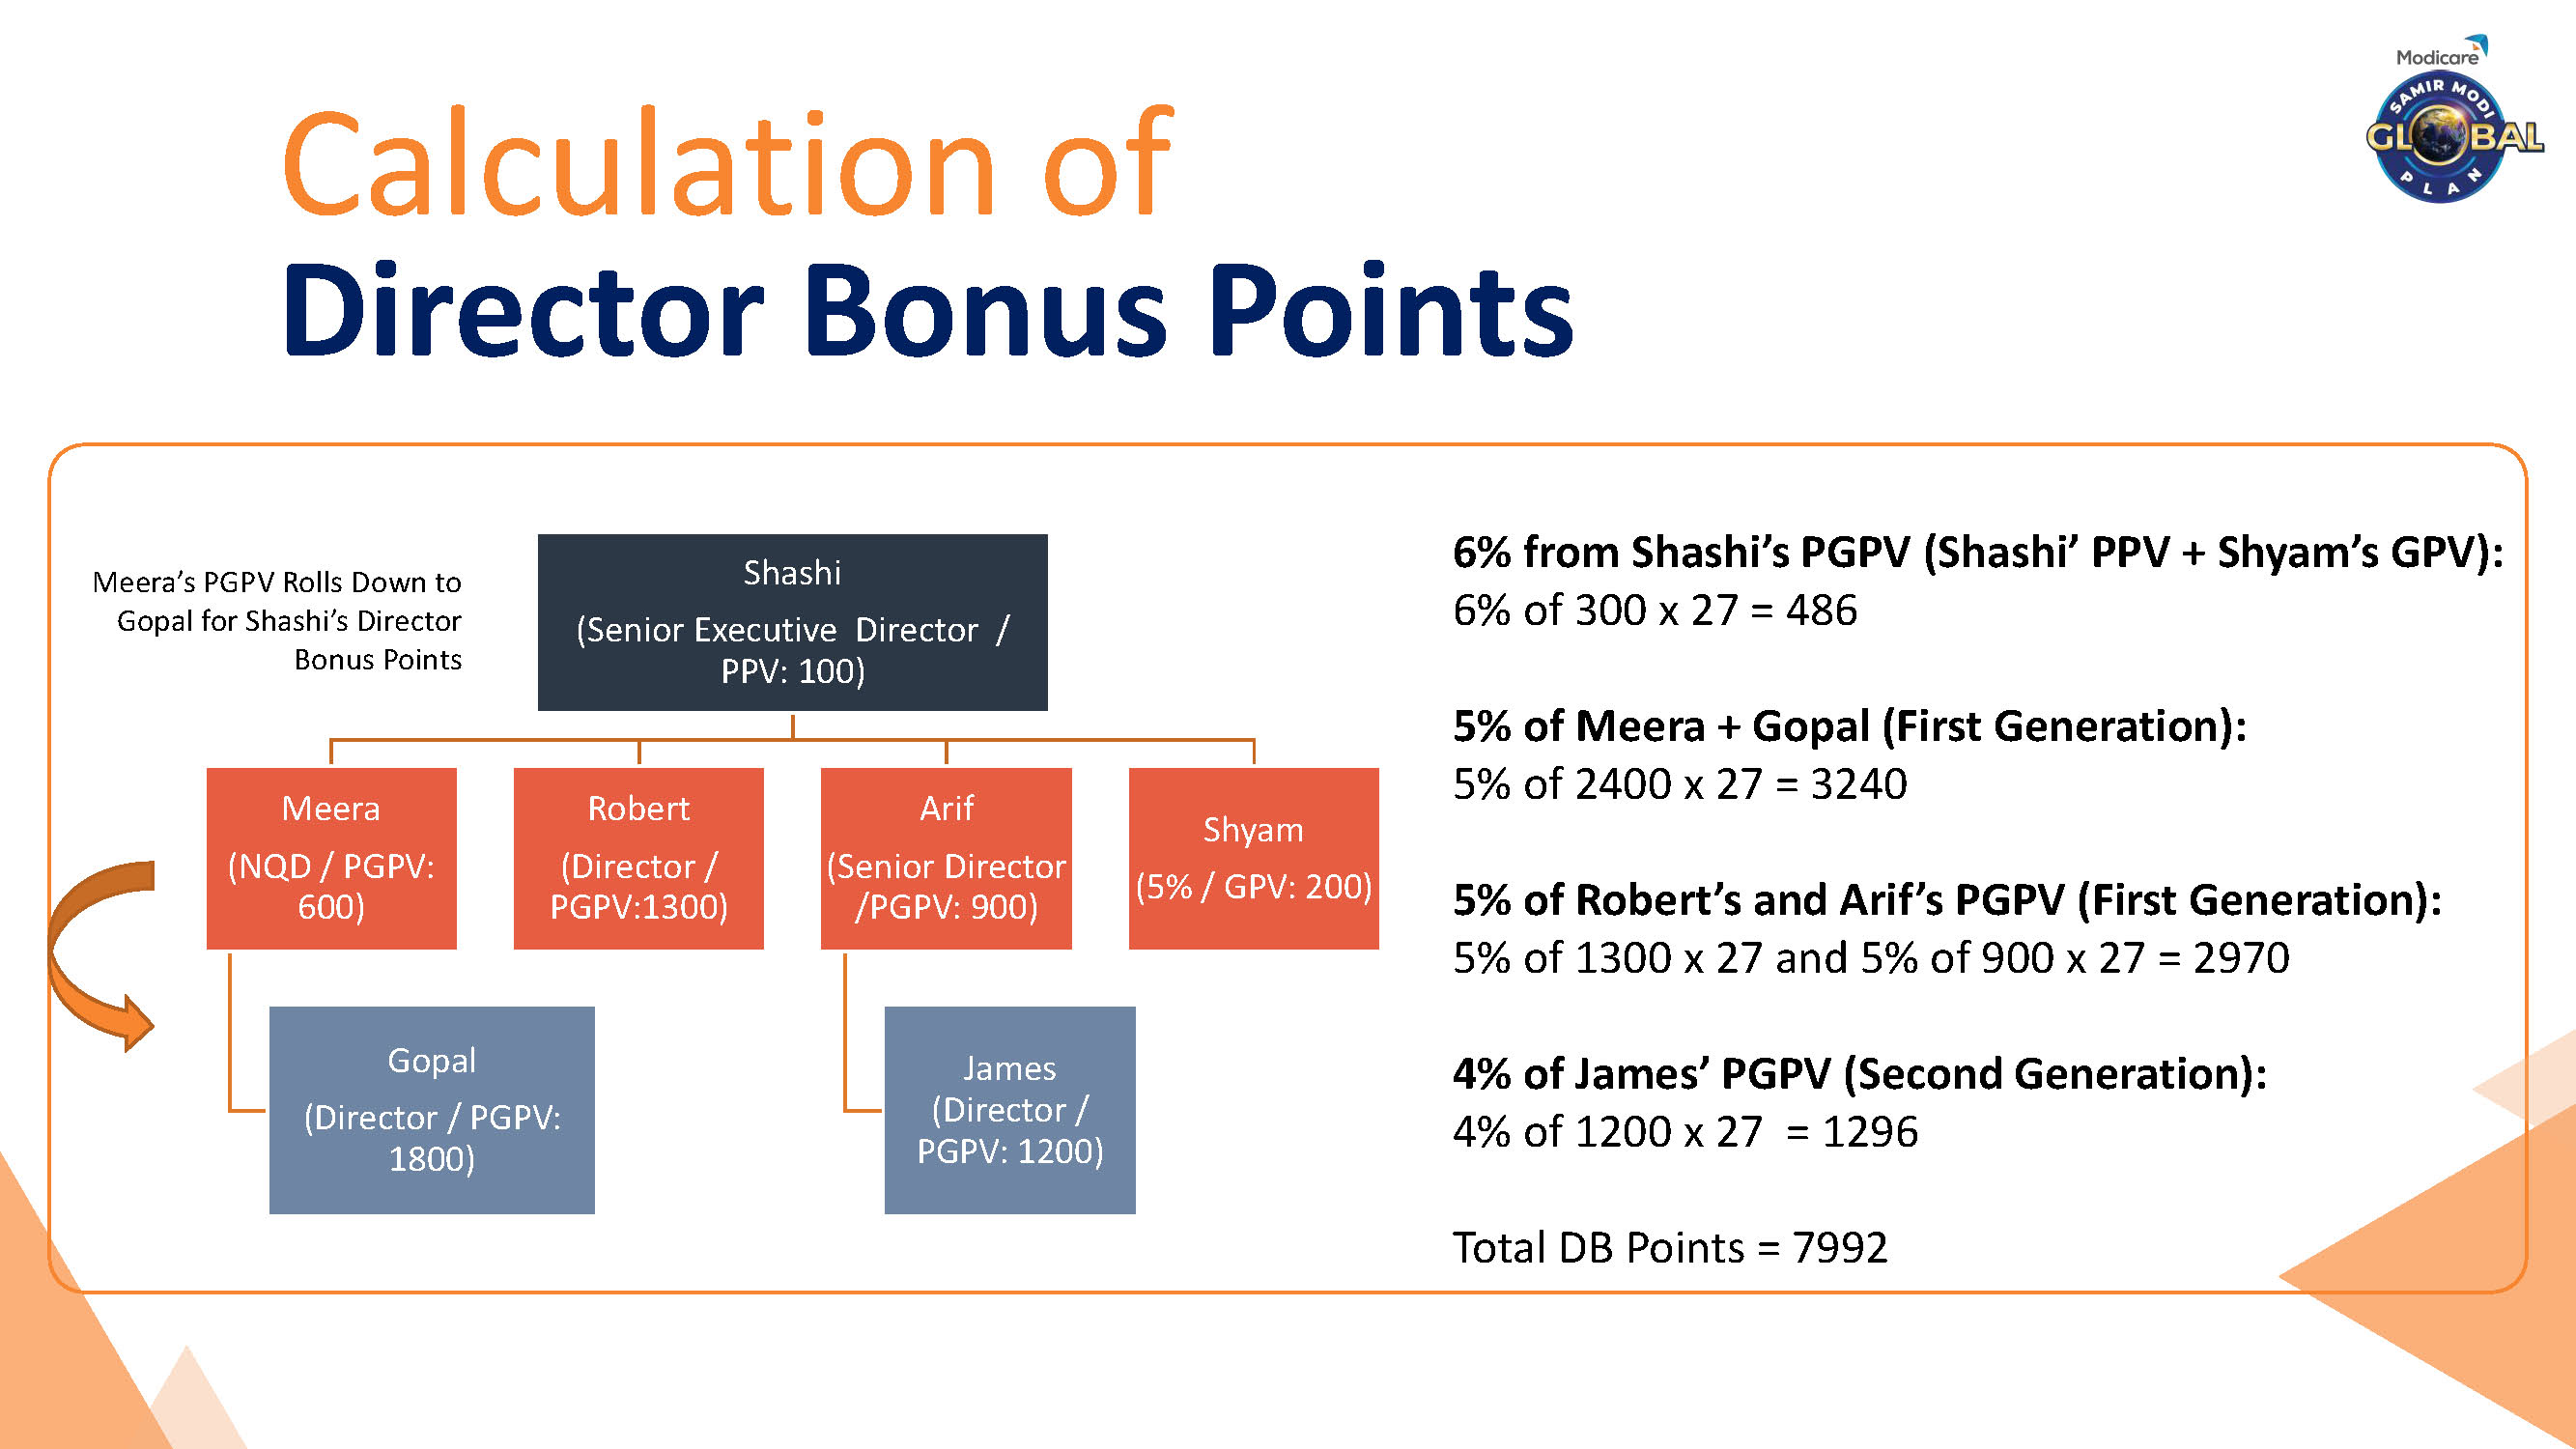 Modicare
SAMIR MODI
GLOBAL
PLAN
Calculation of
Director Bonus Points
Meera’s PGPV Rolls Down to
Gopal for Shashi’s Director
Bonus Points
Shashi
(Senior Executive Director /
PPV: 100)
Meera
(NQD / PGPV:
600)
Robert
(Director /
PGPV:1300)
Arif
(Senior Director
/PGPV: 900)
Shyam
(5% / GPV: 200)
Gopal
(Director / PGPV:
1800)
James
(Director /
PGPV: 1200)
6% from Shashi’s PGPV (Shashi’ PPV + Shyam’s GPV):
6% of 300 x 27 = 486
5% of Meera + Gopal (First Generation):
5% of 2400 x 27 = 3240
5% of Robert’s and Arif’s PGPV (First Generation):
5% of 1300 x 27 and 5% of 900 x 27 = 2970
4% of James’ PGPV (Second Generation):
4% of 1200 x 27 = 1296
Total DB Points = 7992